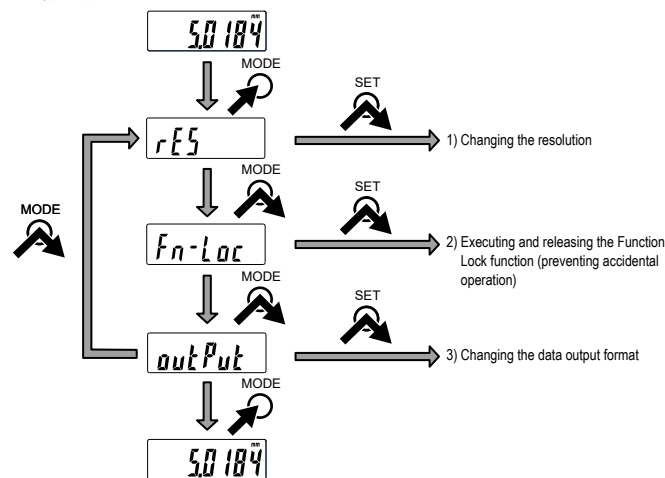 5.0184 mm
MODE
SET
rES
1) Changing the resolution
MODE
SET
MODE
Fn-Loc
2) Executing and releasing the Function
Lock function (preventing accidental
operation)
MODE
SET
outPut
3) Changing the data output format
MODE
5.0184 mm